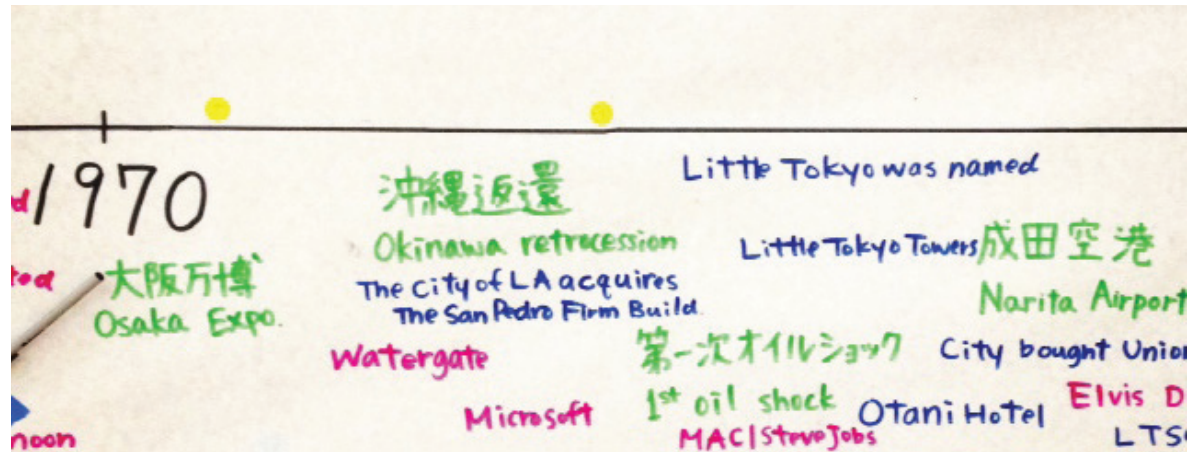 1970
大阪万博
Osaka Expo.
沖縄返還
Okinawa retrocession
The City of LA acquires
The San Pedro Firm Build.
Watergate
Microsoft
Little Tokyo was named
Little Tokyo Towers
成田空港
Narita Airport
第一次オイルショック
1st oil shock
MAC|Steve Jobs
City bought Union
Otani Hotel
Elvis D
LTS
noon